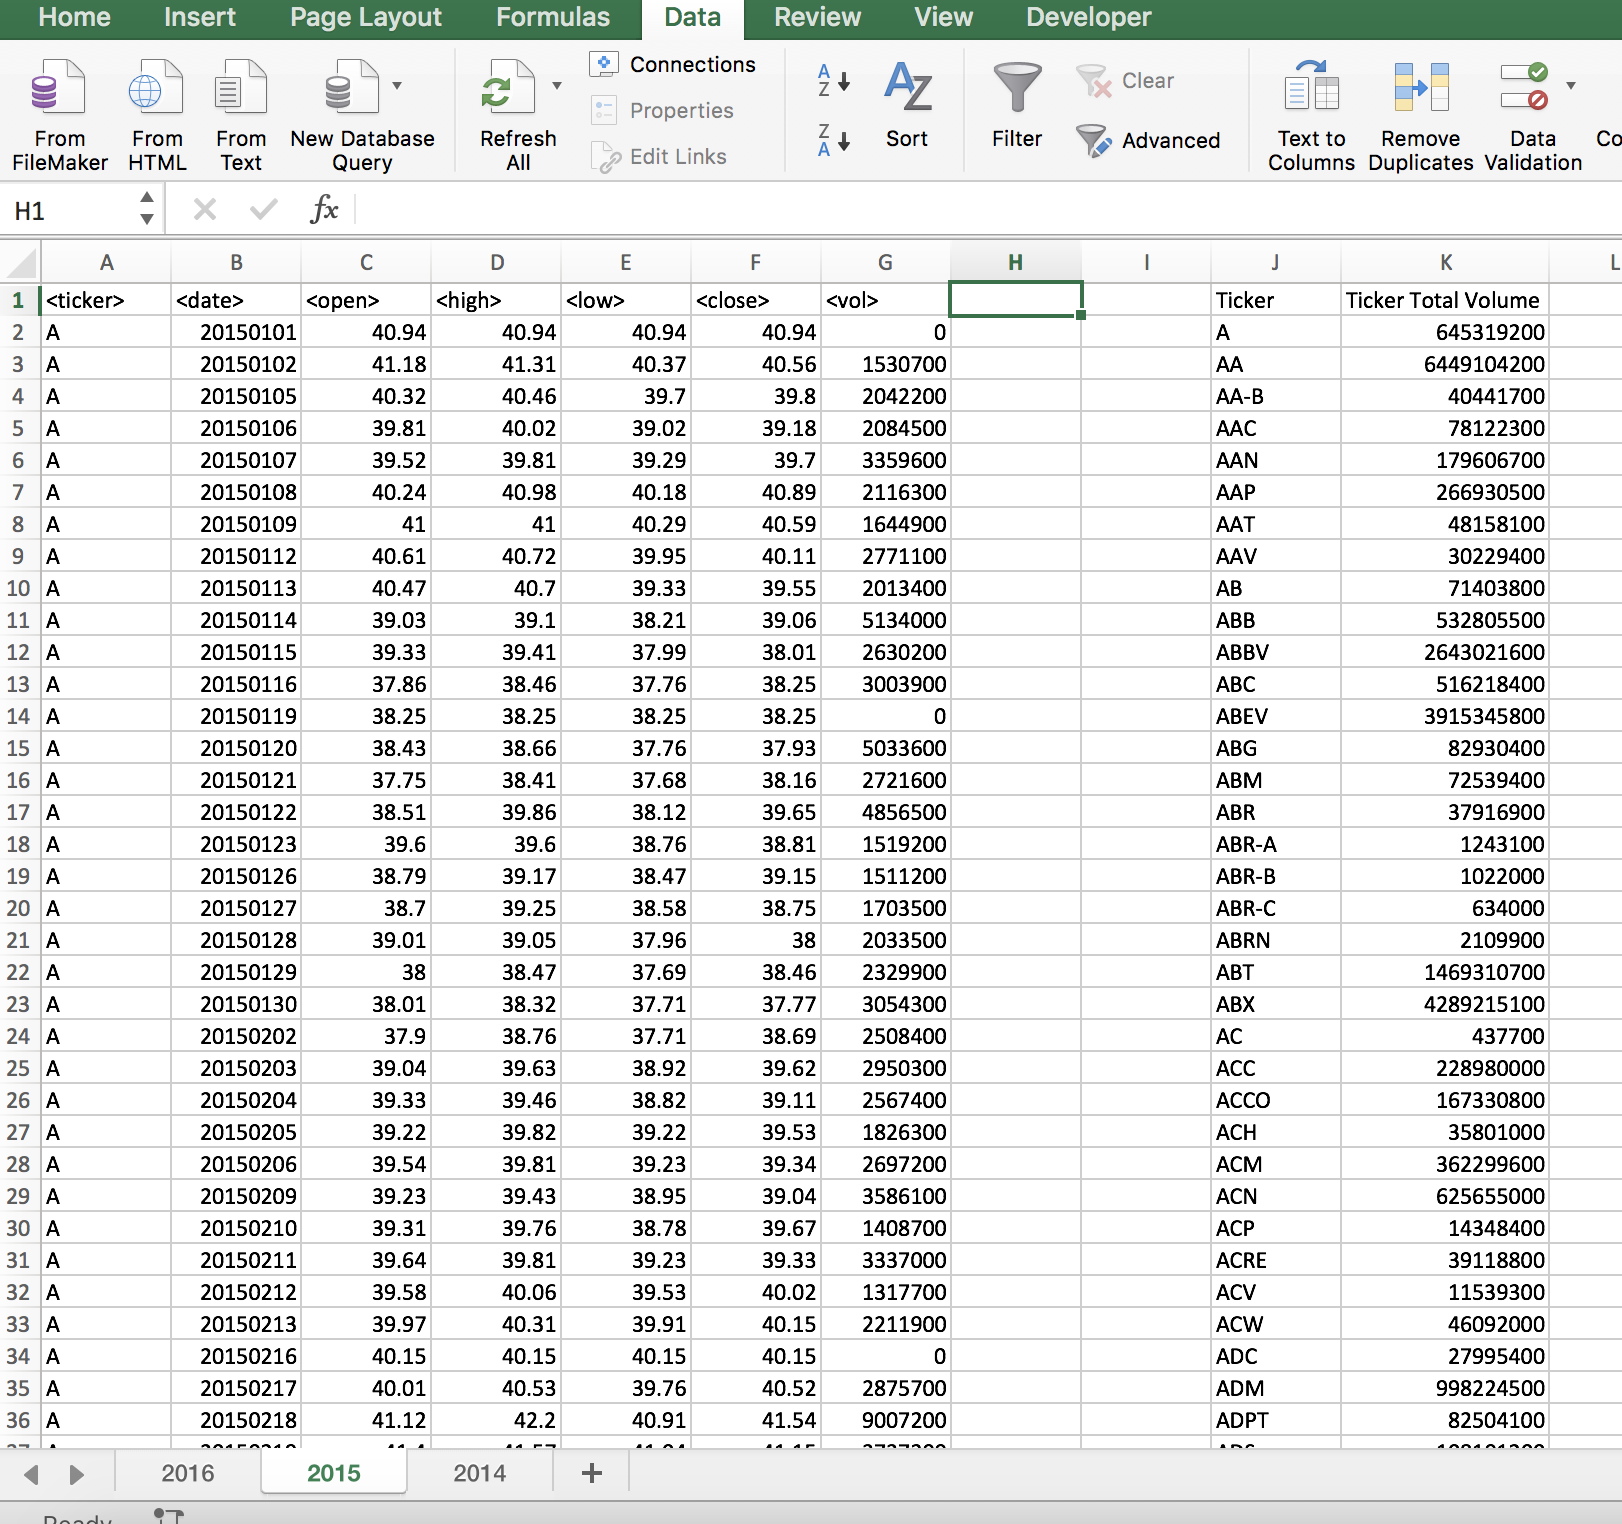 Home Insert Page Layout Formulas Data Review View Developer
From FileMaker
From HTML
From Text
New Database Query
Refresh All
Connections
Properties
Edit Links
A Z
Z A
Sort
Filter
Clear
Advanced
Text to Columns
Remove Duplicates
Data Validation
Co
H1 fx
A B C D E F G H I J K L
1 <ticker> <date> <open> <high> <low> <close> <vol> Ticker Ticker Total Volume
2 A 20150101 40.94 40.94 40.94 40.94 0 A 645319200
3 A 20150102 41.18 41.31 40.37 40.56 1530700 AA 6449104200
4 A 20150105 40.32 40.46 39.7 39.8 2042200 AA-B 40441700
5 A 20150106 39.81 40.02 39.02 39.18 2084500 AAC 78122300
6 A 20150107 39.52 39.81 39.29 39.7 3359600 AAN 179606700
7 A 20150108 40.24 40.98 40.18 40.89 2116300 AAP 266930500
8 A 20150109 41 41 40.29 40.59 1644900 AAT 48158100
9 A 20150112 40.61 40.72 39.95 40.11 2771100 AAV 30229400
10 A 20150113 40.47 40.7 39.33 39.55 2013400 AB 71403800
11 A 20150114 39.03 39.1 38.21 39.06 5134000 ABB 532805500
12 A 20150115 39.33 39.41 37.99 38.01 2630200 ABBV 2643021600
13 A 20150116 37.86 38.46 37.76 38.25 3003900 ABC 516218400
14 A 20150119 38.25 38.25 38.25 38.25 0 ABEV 3915345800
15 A 20150120 38.43 38.66 37.76 37.93 5033600 ABG 82930400
16 A 20150121 37.75 38.41 37.68 38.16 2721600 ABM 72539400
17 A 20150122 38.51 39.86 38.12 39.65 4856500 ABR 37916900
18 A 20150123 39.6 39.6 38.76 38.81 1519200 ABR-A 1243100
19 A 20150126 38.79 39.17 38.47 39.15 1511200 ABR-B 1022000
20 A 20150127 38.7 39.25 38.58 38.75 1703500 ABR-C 634000
21 A 20150128 39.01 39.05 37.96 38 2033500 ABRN 2109900
22 A 20150129 38 38.47 37.69 38.46 2329900 ABT 1469310700
23 A 20150130 38.01 38.32 37.71 37.77 3054300 ABX 4289215100
24 A 20150202 37.9 38.76 37.71 38.69 2508400 AC 437700
25 A 20150203 39.04 39.63 38.92 39.62 2950300 ACC 228980000
26 A 20150204 39.33 39.46 38.82 39.11 2567400 ACCO 167330800
27 A 20150205 39.22 39.82 39.22 39.53 1826300 ACH 35801000
28 A 20150206 39.54 39.81 39.23 39.34 2697200 ACM 362299600
29 A 20150209 39.23 39.43 38.95 39.04 3586100 ACN 625655000
30 A 20150210 39.31 39.76 38.78 39.67 1408700 ACP 14348400
31 A 20150211 39.64 39.81 39.23 39.33 3337000 ACRE 39118800
32 A 20150212 39.58 40.06 39.53 40.02 1317700 ACV 11539300
33 A 20150213 39.97 40.31 39.91 40.15 2211900 ACW 46092000
34 A 20150216 40.15 40.15 40.15 40.15 0 ADC 27995400
35 A 20150217 40.01 40.53 39.76 40.52 2875700 ADM 998224500
36 A 20150218 41.12 42.2 40.91 41.54 9007200 ADPT 82504100
2016 2015 2014 +
Ready